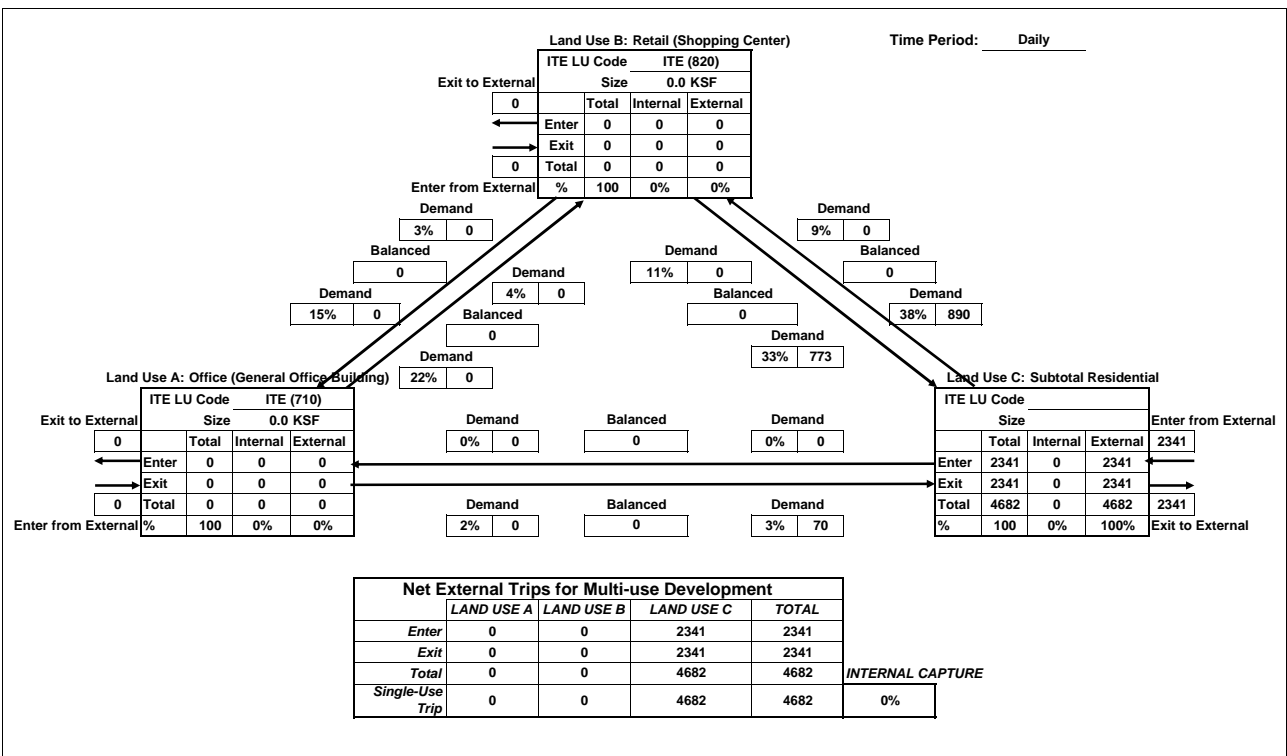 Land Use B: Retail (Shopping Center)
Time Period: Daily
ITE LU Code ITE (820)
Exit to External Size 0.0 KSF
0 Total Internal External
Enter 0 0 0
Exit 0 0 0
0 Total 0 0 0
Enter from External % 100 0% 0%
Demand Demand
3% 0 9% 0
Balanced Demand Balanced
0 Demand 11% 0 0
Demand 4% 0 Balanced Demand
15% 0 Balanced 0 38% 890
0 Demand
Demand 33% 773
Land Use A: Office (General Office Building) 22% 0 Land Use C: Subtotal Residential
ITE LU Code ITE (710) ITE LU Code
Exit to External Size 0.0 KSF Demand Balanced Demand Size Enter from External
0 Total Internal External 0% 0 0 0% 0 Total Internal External 2341
Enter 0 0 0 Enter 2341 0 2341
Exit 0 0 0 Exit 2341 0 2341
0 Total 0 0 0 Demand Balanced Demand Total 4682 0 4682 2341
Enter from External % 100 0% 0% 2% 0 0 3% 70 % 100 0% 100% Exit to External
Net External Trips for Multi-use Development
LAND USE A LAND USE B LAND USE C TOTAL
Enter 0 0 2341 2341
Exit 0 0 2341 2341
Total 0 0 4682 4682 INTERNAL CAPTURE
Single-Use
Trip 0 0 4682 4682 0%